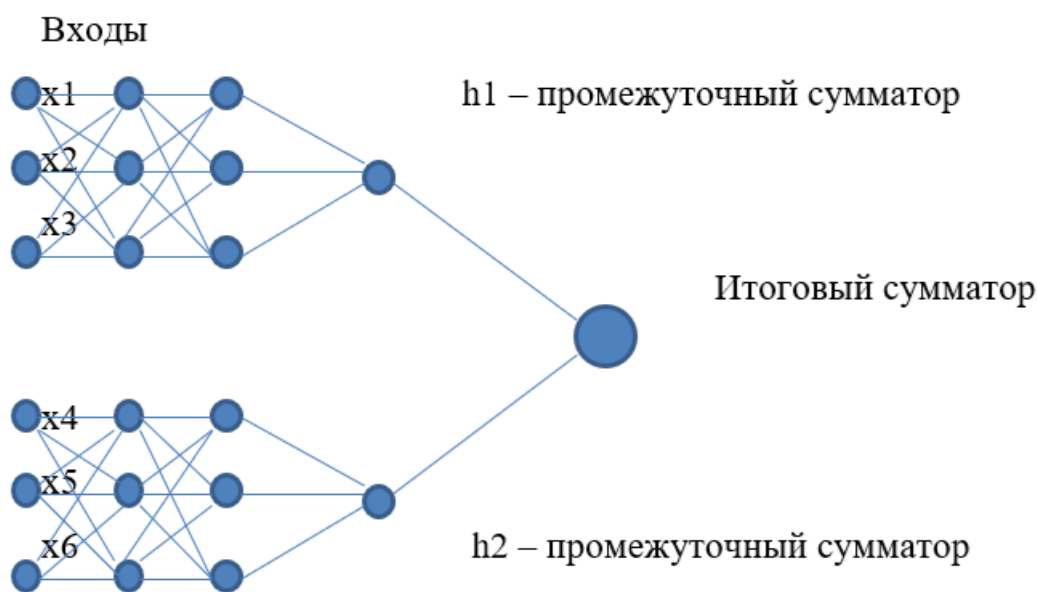 Входы
x1
h1 – промежуточный сумматор
x2
x3
Итоговый сумматор
x4
x5
x6
h2 – промежуточный сумматор